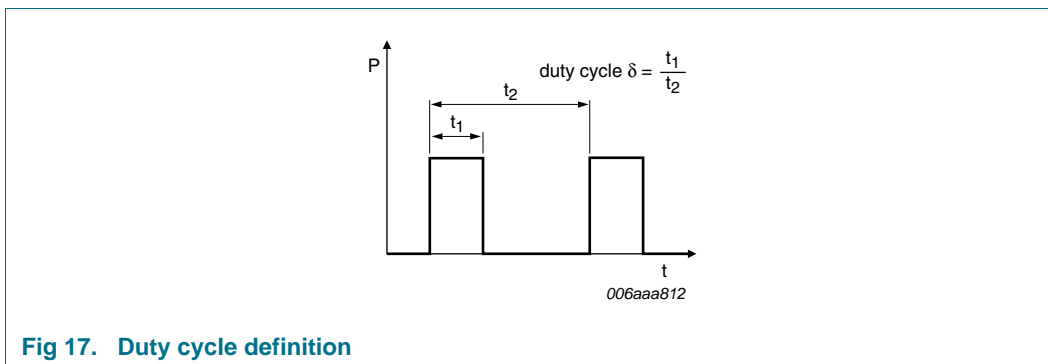 P
duty cycle δ = t1
t2
t2
t1
t
006aaa812
Fig 17. Duty cycle definition